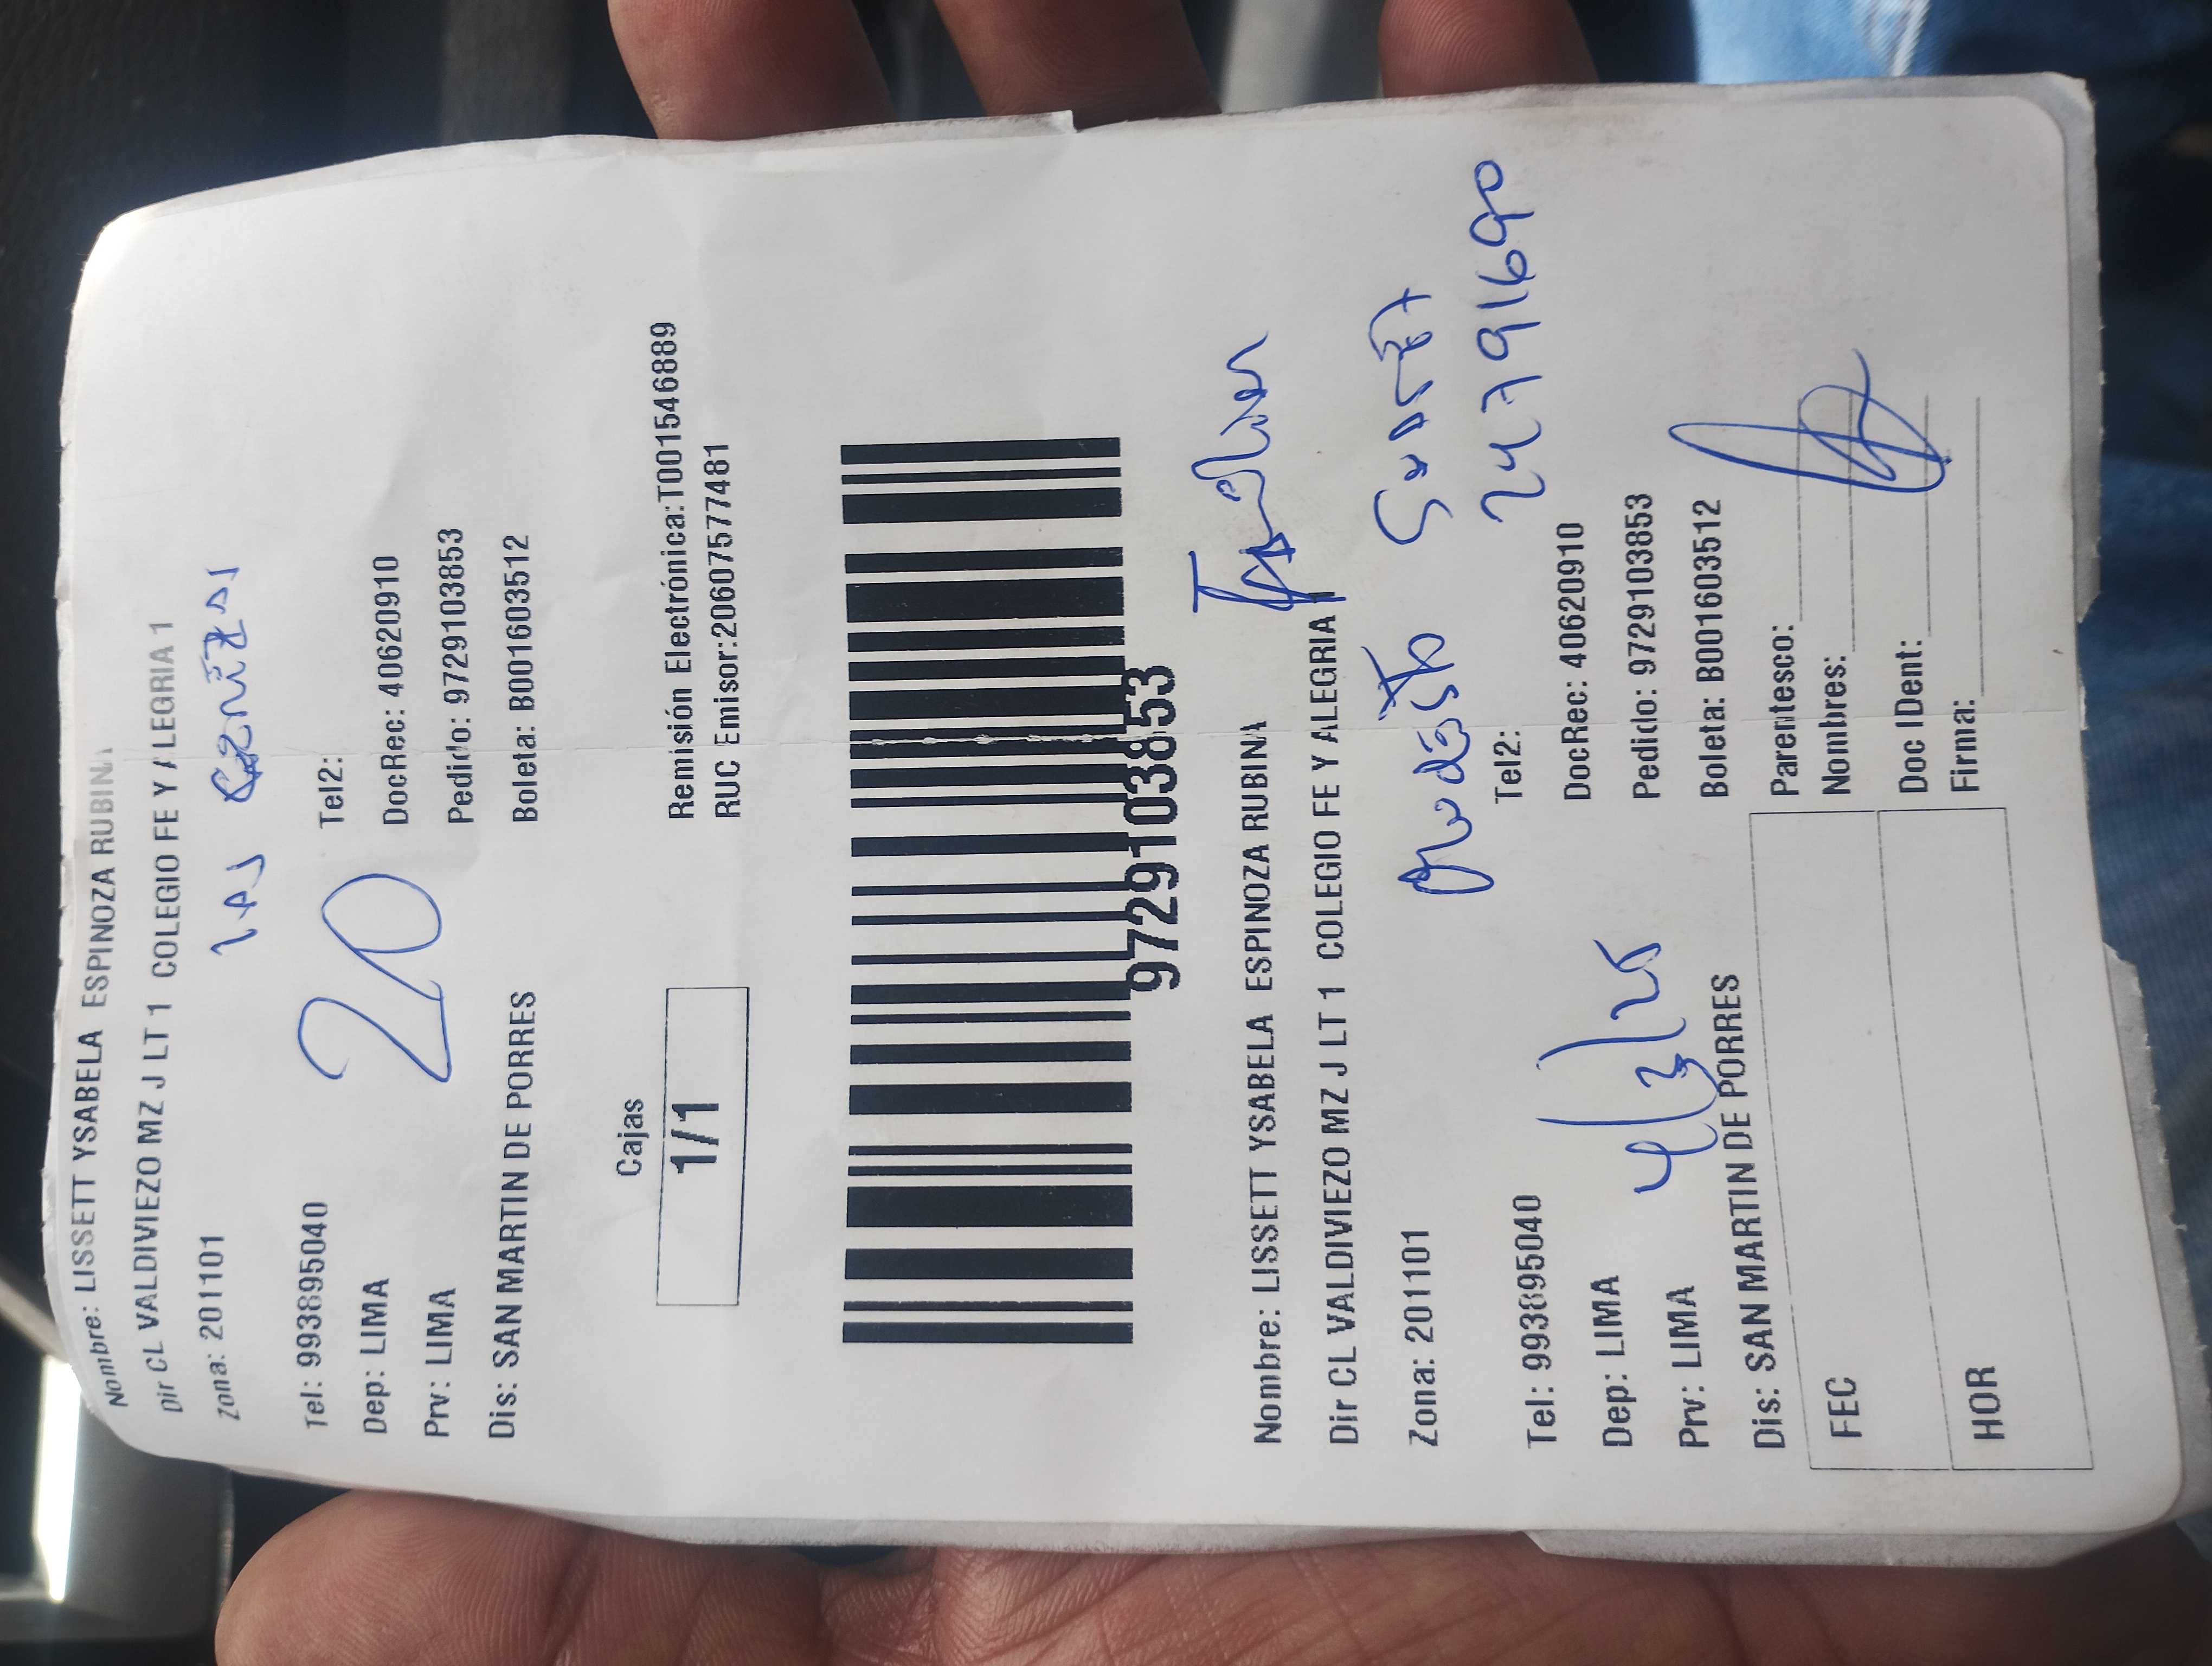 Nombre: LISSETT YSABELA ESPINOZA RUBINA
Dir CL VALDIVIEZO MZ J LT 1 COLEGIO FE Y ALEGRIA 1
Zona: 201101
20
Tel: 993895040 Tel2:
Dep: LIMA DocRec: 40620910
Prv: LIMA Pedido: 9729103853
Dis: SAN MARTIN DE PORRES Boleta: B001603512
Cajas
1/1
Remisión Electrónica:T001546889
RUC Emisor:20607577481
9729103853
Nombre: LISSETT YSABELA ESPINOZA RUBINA
Dir CL VALDIVIEZO MZ J LT 1 COLEGIO FE Y ALEGRIA 1
Zona: 201101
24791690
Tel: 993895040 Tel2:
Dep: LIMA DocRec: 40620910
4/3/25
Prv: LIMA Pedido: 9729103853
Dis: SAN MARTIN DE PORRES Boleta: B001603512
FEC Parentesco:
Nombres:
HOR Doc IDent:
Firma: